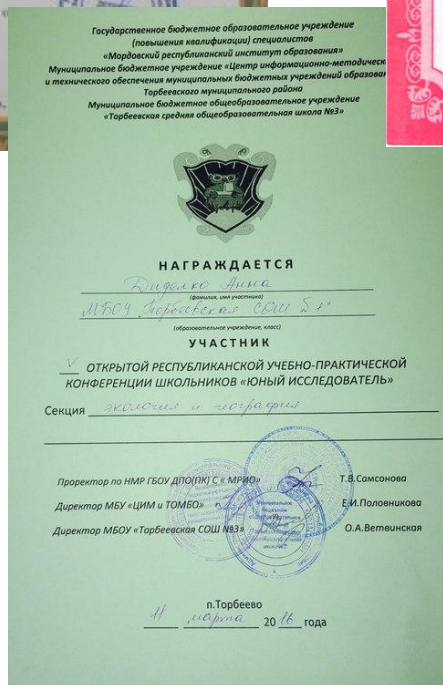 Государственное бюджетное образовательное учреждение
(повышения квалификации) специалистов
«Мордовский республиканский институт образования»
Муниципальное бюджетное учреждение «Центр информационно-методическ
и технического обеспечения муниципальных бюджетных учреждений образован
Торбеевского муниципального района
Муниципальное бюджетное общеобразовательное учреждение
«Торбеевская средняя общеобразовательная школа №3»
НАГРАЖДАЕТСЯ
Диделко Анна
(фамилия, имя участника)
МБОУ Торбеевская СОШ
(образовательное учреждение, класс)
УЧАСТНИК
V ОТКРЫТОЙ РЕСПУБЛИКАНСКОЙ УЧЕБНО-ПРАКТИЧЕСКОЙ
КОНФЕРЕНЦИИ ШКОЛЬНИКОВ «ЮНЫЙ ИССЛЕДОВАТЕЛЬ»
Секция экология и география
Проректор по НМР ГБОУ ДПО(ПК) С « МРИО» Т.В.Самсонова
Директор МБУ «ЦИМ и ТОМБО» Е.И.Половникова
Директор МБОУ «Торбеевская СОШ №3» О.А.Ветвинская
п.Торбеево
11 марта 2016 года